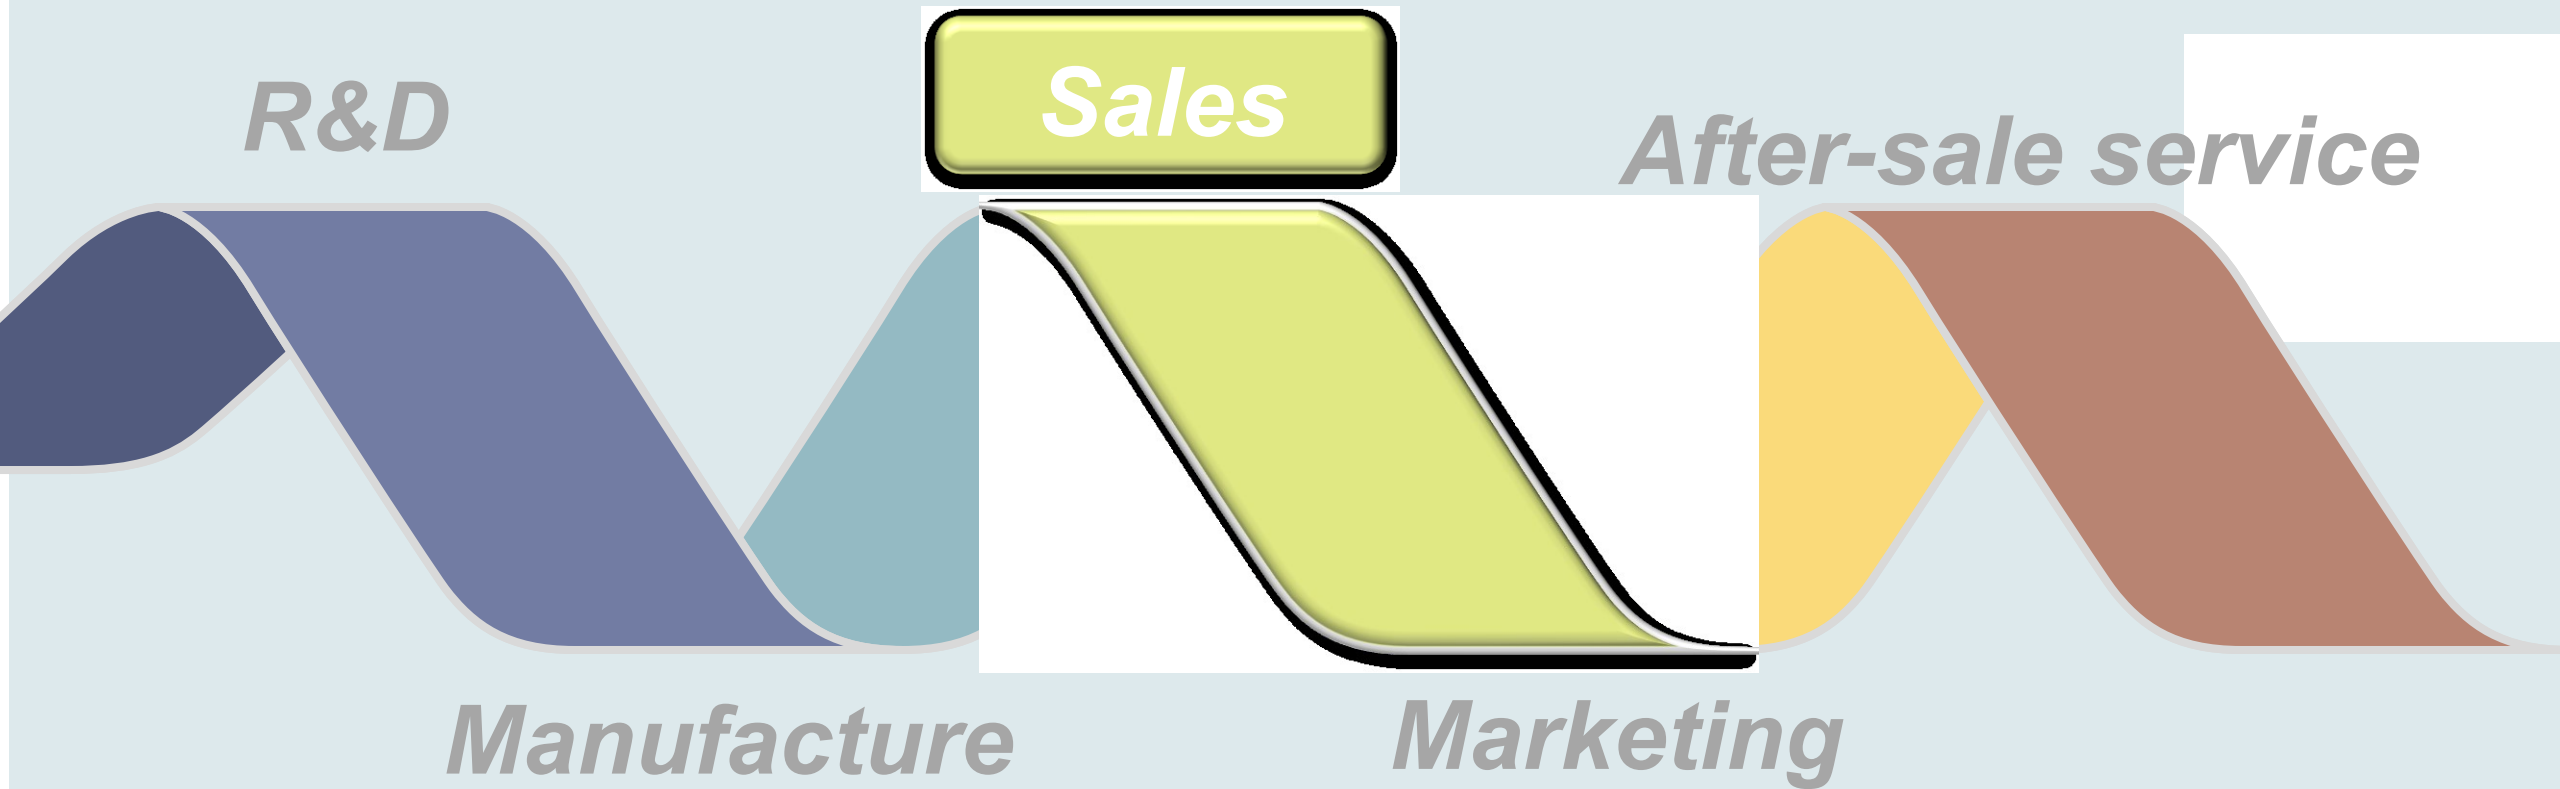 R&D
Sales
After-sale service
Manufacture
Marketing